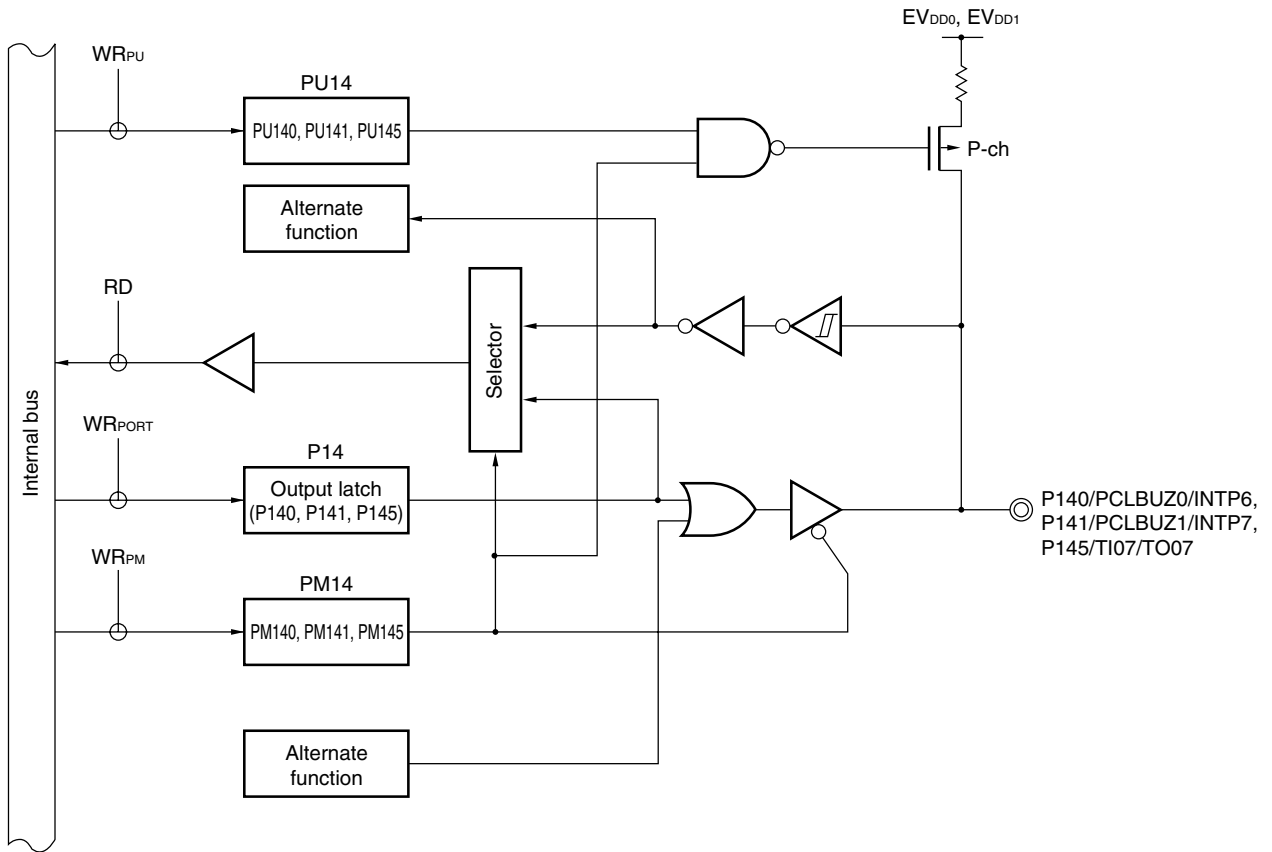 EVDD0, EVDD1
WRPU
PU14
PU140, PU141, PU145
P-ch
Alternate
function
RD
Selector
Internal bus
WRPORT
P14
Output latch
(P140, P141, P145)
P140/PCLBUZ0/INTP6,
P141/PCLBUZ1/INTP7,
P145/TI07/TO07
WRPM
PM14
PM140, PM141, PM145
Alternate
function